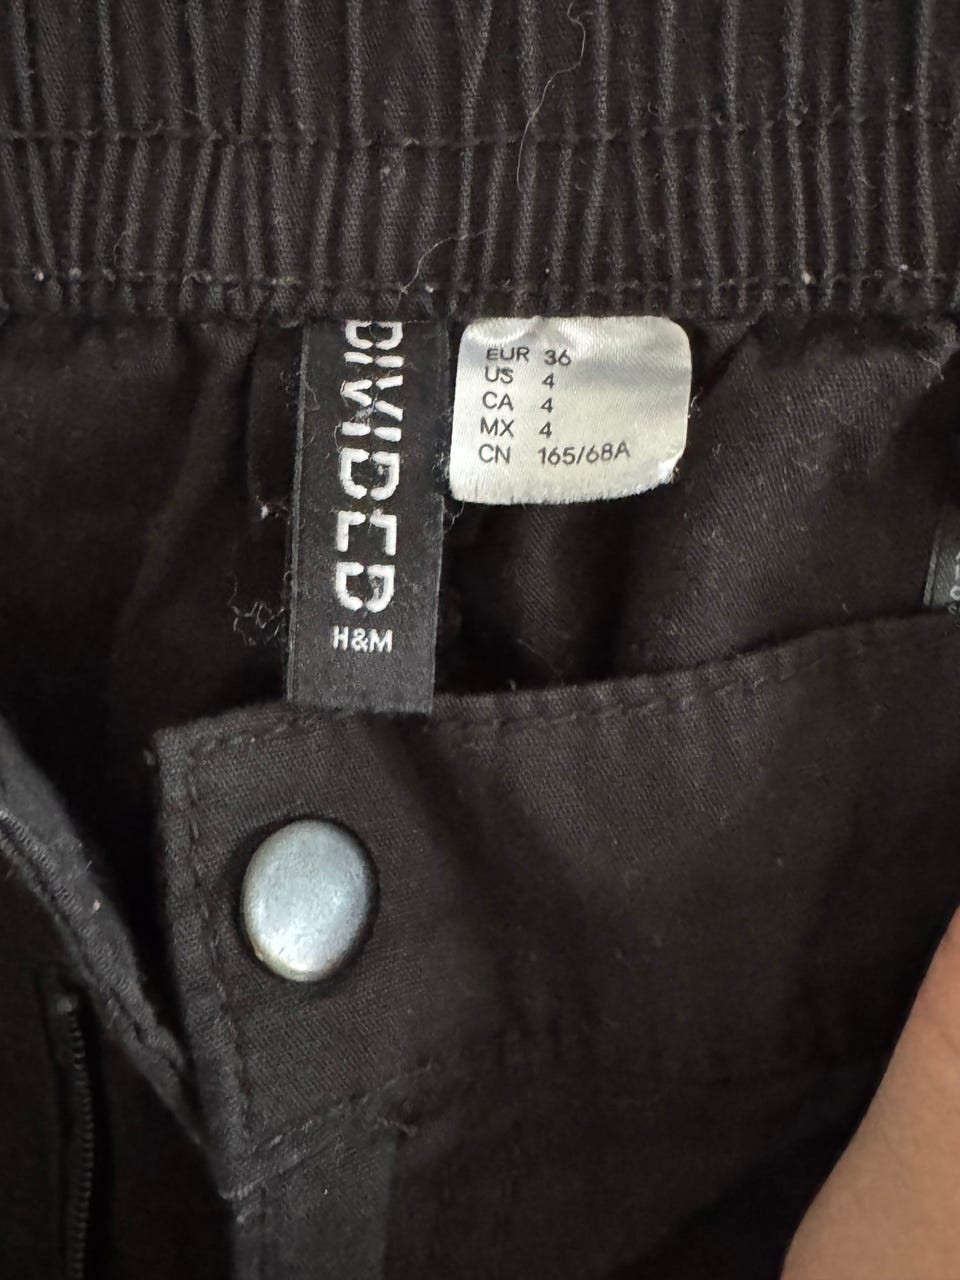 DIVIDED
H&M
EUR 36
US 4
CA 4
MX 4
CN 165/68A